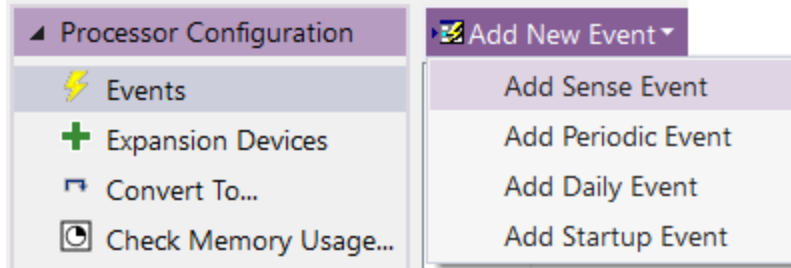 Processor Configuration
Events
Expansion Devices
Convert To...
Check Memory Usage...
Add New Event
Add Sense Event
Add Periodic Event
Add Daily Event
Add Startup Event